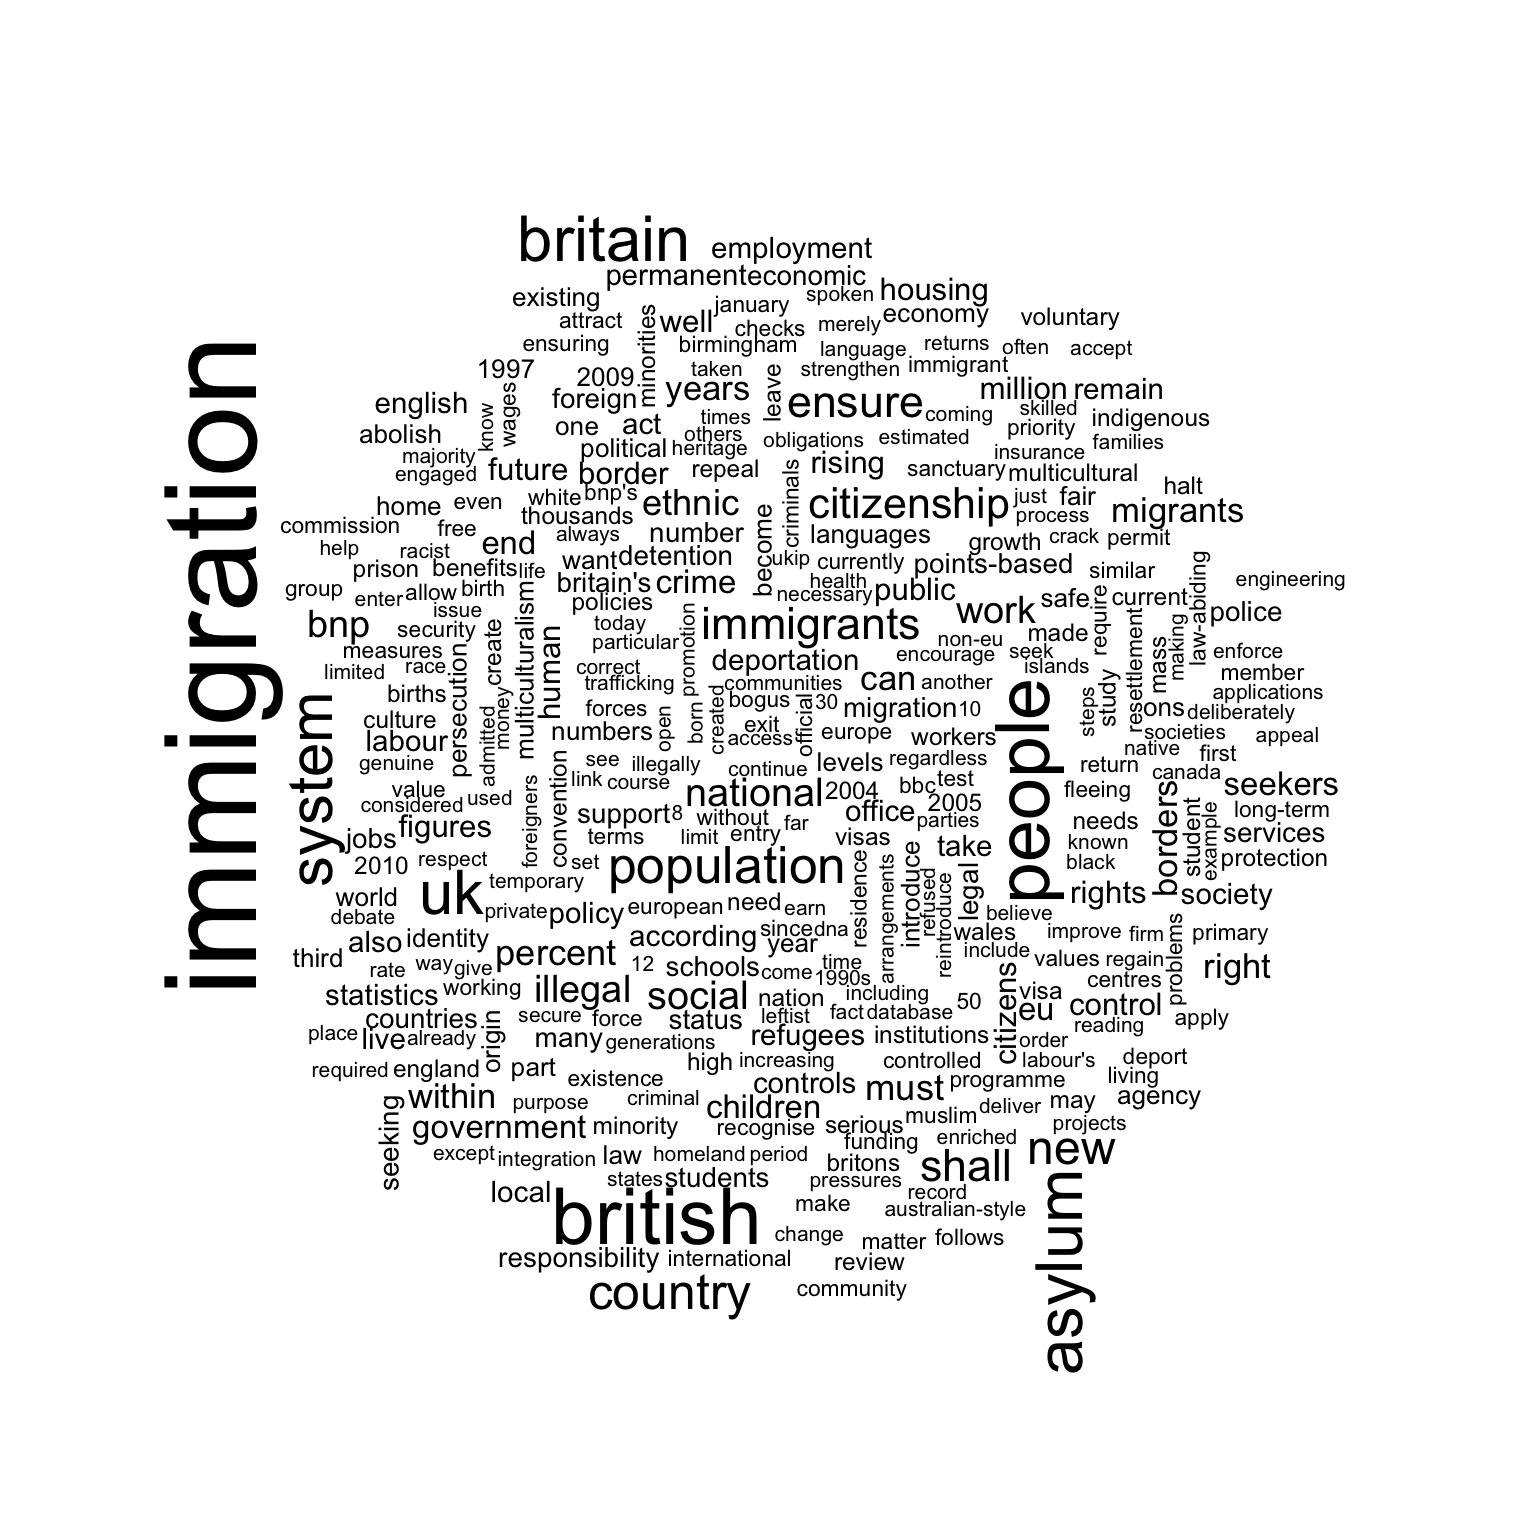 britain employment
permanent economic
existing january spoken housing
attract minorities well checks merely economy voluntary
ensuring birmingham language returns often accept
1997 2009 taken leave strengthen immigrant
english know wages foreign years ensure million remain
abolish one act times coming skilled indigenous
majority political others heritage obligations estimated priority families
engaged future border repeal criminals rising sanctuary insurance multicultural
home even white bnp's ethnic citizenship just fair halt
commission free thousands always number become languages process migrants
help racist end want detention ukip currently growth crack permit
prison benefits life britain's crime health points-based similar engineering
group enter allow birth policies necessary public safe current law-abiding
immigration
bnp issue security today immigrants work require police
measures create multiculturalism human particular promotion non-eu made resettlement mass making enforce
limited race persecution correct deportation encourage seek islands member
births trafficking communities can another study applications
culture admitted money forces open born created bogus official 30 migration 10 steps ons deliberately
system labour numbers exit access europe workers people societies appeal
genuine see illegally continue levels regardless return native first
value foreigners convention link course national 2004 bbc test fleeing canada seekers
considered used support 8 without office 2005 borders student example long-term
jobs figures terms limit entry far visas parties needs services
2010 respect set population residence arrangements introduce take known black protection
world uk temporary refused reintroduce legal rights society
debate private policy european need earn believe
third also identity percent according since dna wales improve firm primary
rate way give 12 schools year time include values regain problems right
statistics working illegal social come 1990s citizens centres
countries secure force nation including 50 visa control
place live already origin many status leftist fact database eu reading apply
generations refugees institutions order
required england part high increasing controlled labour's deport
existence controls must programme living
seeking within purpose criminal children muslim deliver may agency
government minority recognise serious funding enriched projects
except integration law homeland period britons shall new
local states students pressures record
british make australian-style asylum
change matter follows
responsibility international review
country community